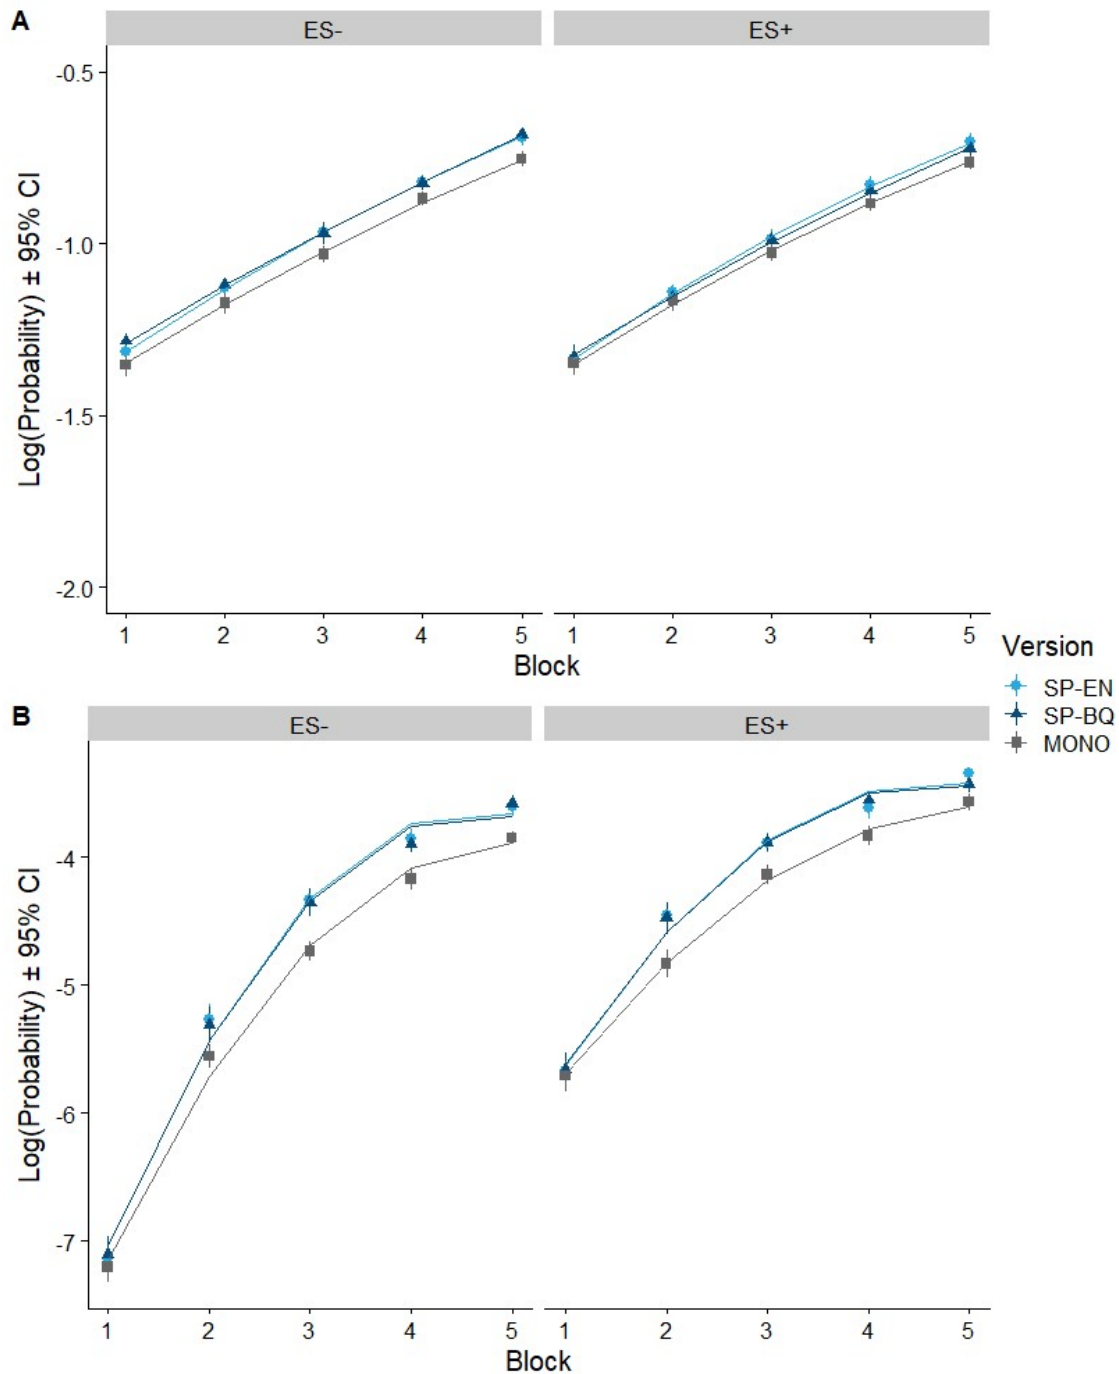 A
ES-
ES+
Log(Probability) ± 95% CI
-0.5
-1.0
-1.5
-2.0
1 2 3 4 5
1 2 3 4 5
Block
Version
SP-EN
SP-BQ
MONO
B
ES-
ES+
Log(Probability) ± 95% CI
-4
-5
-6
-7
1 2 3 4 5
1 2 3 4 5
Block